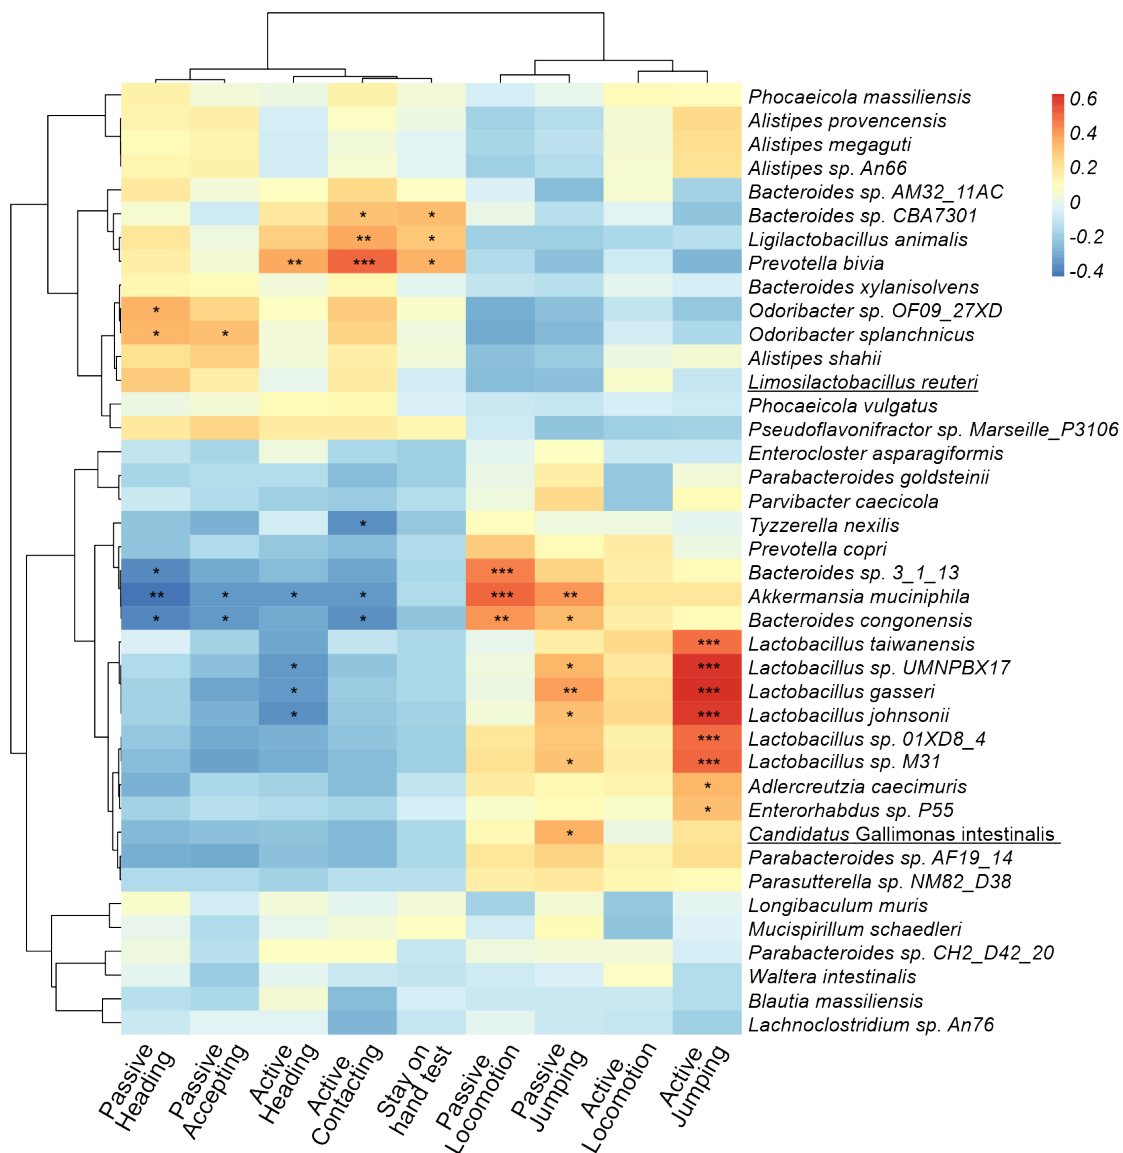 0.6
0.4
0.2
0
-0.2
-0.4
Phocaeicola massiliensis
Alistipes provencensis
Alistipes megaguti
Alistipes sp. An66
Bacteroides sp. AM32_11AC
* * Bacteroides sp. CBA7301
** * Ligilactobacillus animalis
** *** * Prevotella bivia
Bacteroides xylanisolvens
* Odoribacter sp. OF09_27XD
* * Odoribacter splanchnicus
Alistipes shahii
Limosilactobacillus reuteri
Phocaeicola vulgatus
Pseudoflavonifractor sp. Marseille_P3106
Enterocloster asparagiformis
Parabacteroides goldsteinii
Parvibacter caecicola
* Tyzzerella nexilis
Prevotella copri
* *** Bacteroides sp. 3_1_13
** * * * *** ** Akkermansia muciniphila
* * * ** * Bacteroides congonensis
*** Lactobacillus taiwanensis
* * *** Lactobacillus sp. UMNPBX17
* ** *** Lactobacillus gasseri
* * *** Lactobacillus johnsonii
*** Lactobacillus sp. 01XD8_4
* *** Lactobacillus sp. M31
* Adlercreutzia caecimuris
* Enterorhabdus sp. P55
* Candidatus Gallimonas intestinalis
Parabacteroides sp. AF19_14
Parasutterella sp. NM82_D38
Longibaculum muris
Mucispirillum schaedleri
Parabacteroides sp. CH2_D42_20
Waltera intestinalis
Blautia massiliensis
Lachnoclostridium sp. An76
Passive
Heading
Passive
Accepting
Active
Heading
Active
Contacting
Stay on
hand test
Passive
Locomotion
Passive
Jumping
Active
Locomotion
Active
Jumping